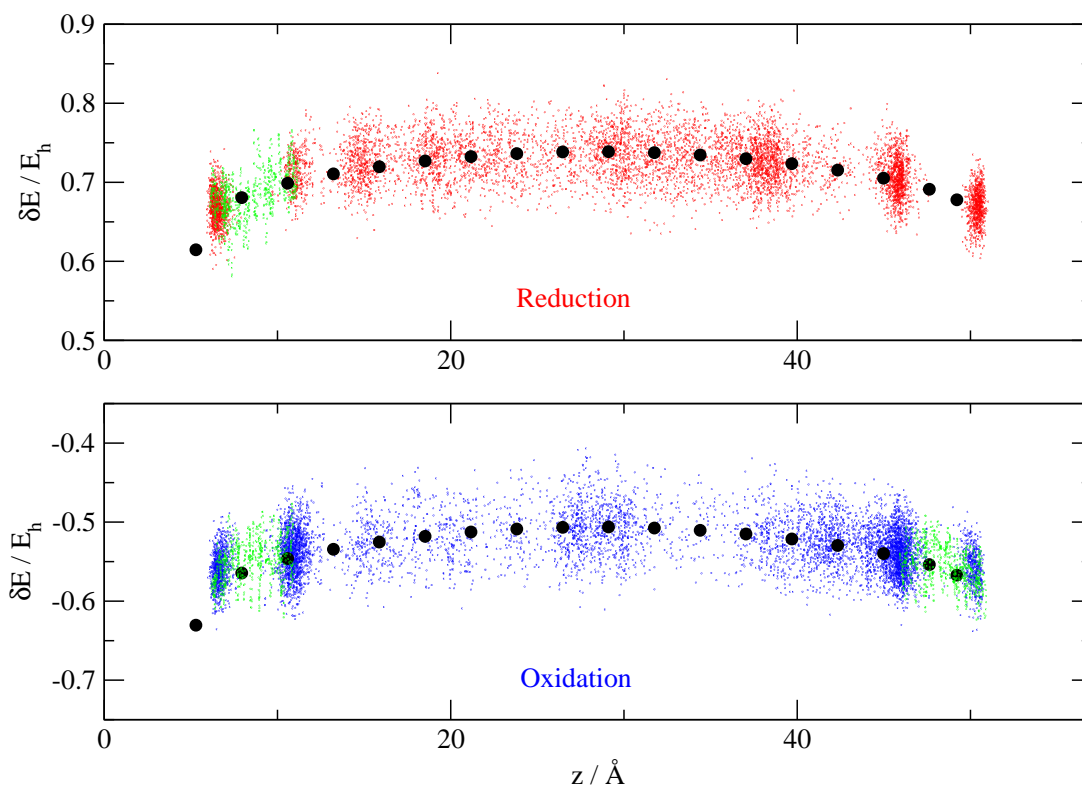 0.9
0.8
0.7
0.6
0.5
δE / E_h
0 20 40
Reduction
-0.4
-0.5
-0.6
-0.7
δE / E_h
0 20 40
Oxidation
z / Å